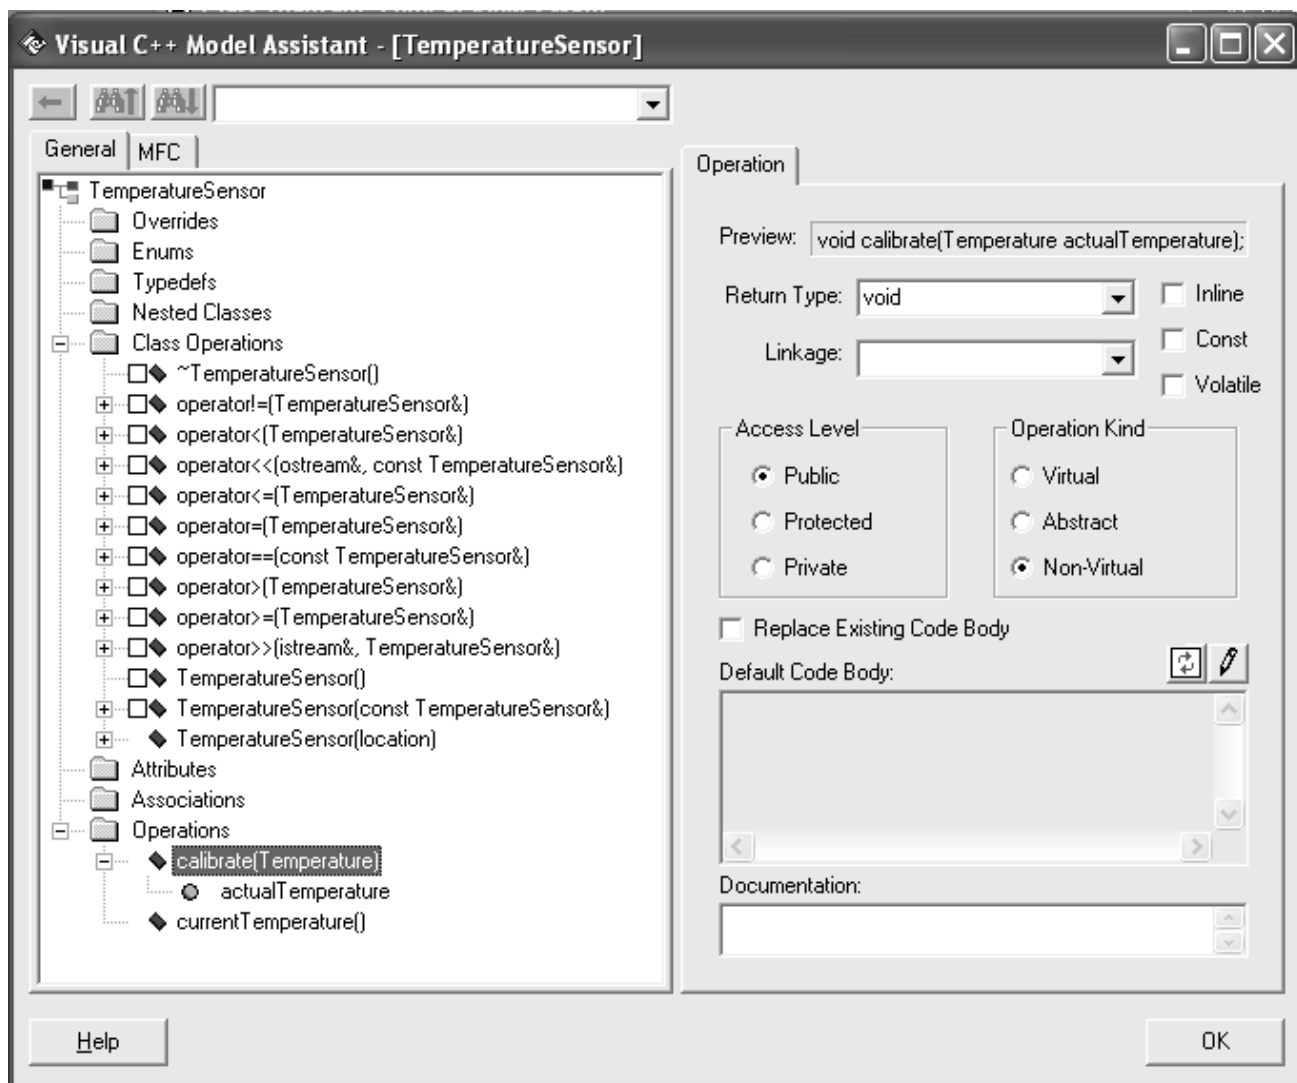 Visual C++ Model Assistant - [TemperatureSensor]
General
MFC
TemperatureSensor
Overrides
Enums
Typedefs
Nested Classes
Class Operations
~TemperatureSensor()
operator!=(TemperatureSensor&)
operator<(TemperatureSensor&)
operator<<(ostream&, const TemperatureSensor&)
operator<=(TemperatureSensor&)
operator=(TemperatureSensor&)
operator==(const TemperatureSensor&)
operator>(TemperatureSensor&)
operator>=(TemperatureSensor&)
operator>>(istream&, TemperatureSensor&)
TemperatureSensor()
TemperatureSensor(const TemperatureSensor&)
TemperatureSensor(location)
Attributes
Associations
Operations
calibrate(Temperature)
actualTemperature
currentTemperature()
Operation
Preview: void calibrate(Temperature actualTemperature);
Return Type: void
Inline
Linkage:
Const
Volatile
Access Level
Public
Protected
Private
Operation Kind
Virtual
Abstract
Non-Virtual
Replace Existing Code Body
Default Code Body:
Documentation:
Help
OK